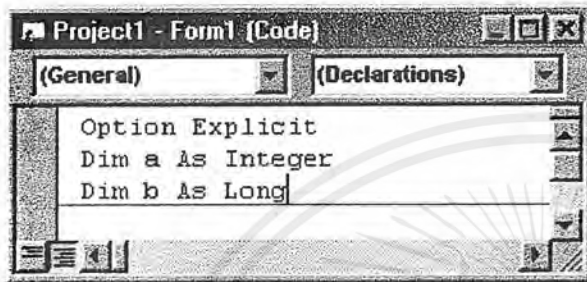 Project1 - Form1 (Code)
(General) (Declarations)
Option Explicit
Dim a As Integer
Dim b As Long